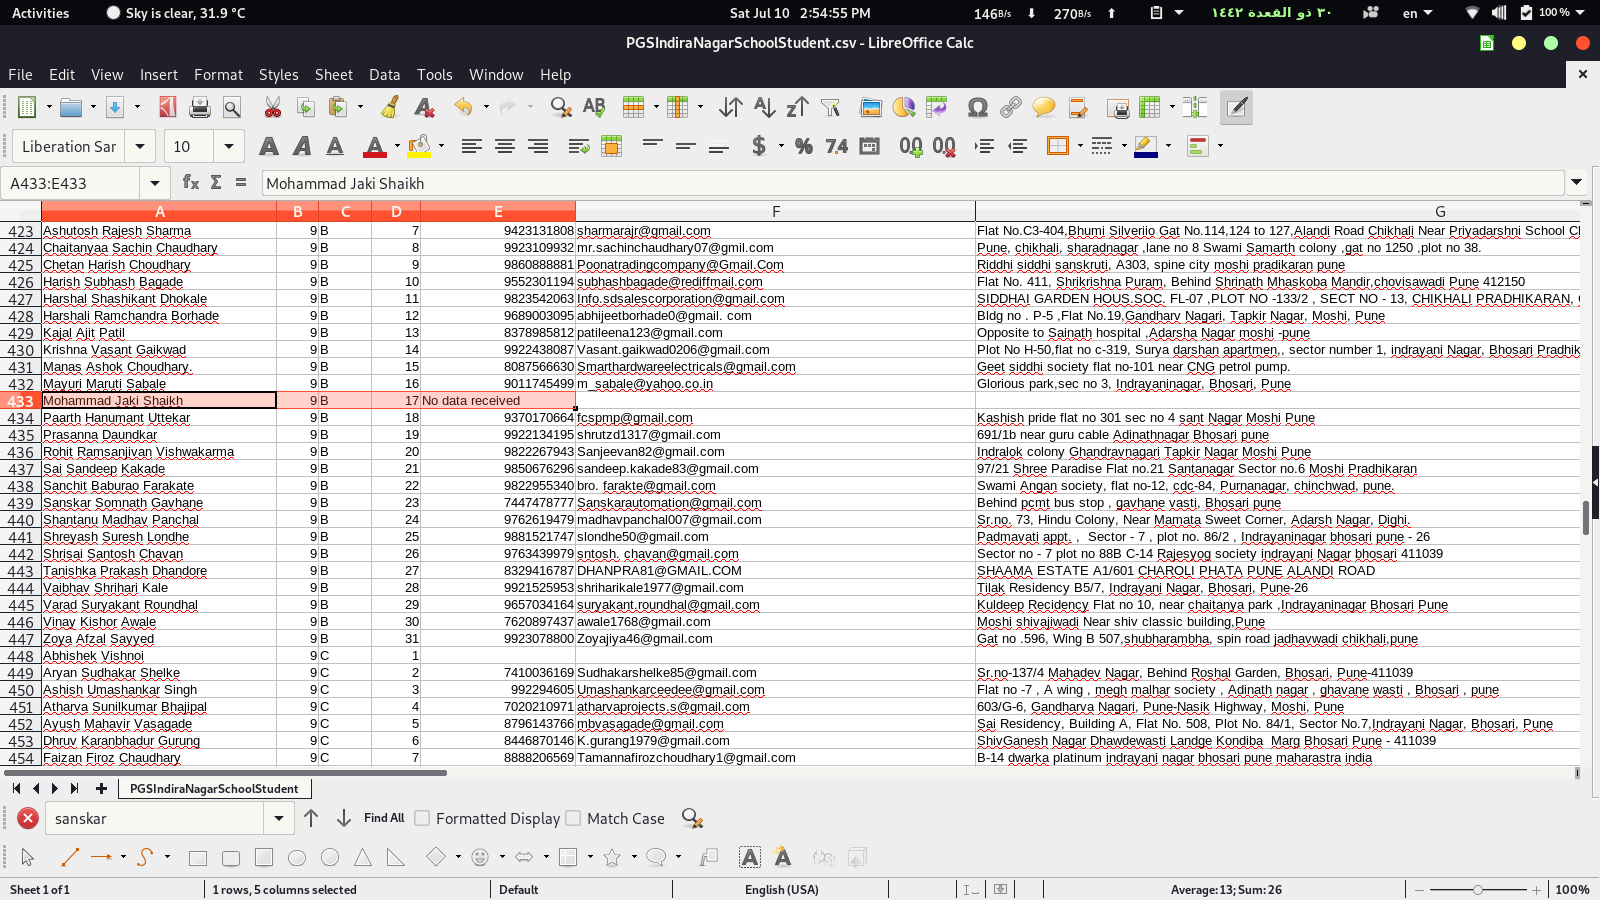 Activities Sky is clear, 31.9 °C Sat Jul 10 2:54:55 PM 146B/s 270B/s ٣٠ ذو القعدة ١٤٤٢ en 100 %
PGSIndiraNagarSchoolStudent.csv - LibreOffice Calc
File Edit View Insert Format Styles Sheet Data Tools Window Help
Liberation Sar 10
A433:E433 Mohammad Jaki Shaikh
A B C D E F G
423 Ashutosh Rajesh Sharma 9 B 7 9423131808 sharmarajr@gmail.com Flat No.C3-404,Bhumi Silveriio Gat No.114,124 to 127,Alandi Road Chikhali Near Priyadarshni School
424 Chaitanyaa Sachin Chaudhary 9 B 8 9923109932 mr.sachinchaudhary07@gmil.com Pune, chikhali, sharadnagar ,lane no 8 Swami Samarth colony ,gat no 1250 ,plot no 38.
425 Chetan Harish Choudhary 9 B 9 9860888881 Poonatradingcompany@Gmail.Com Riddhi siddhi sanskruti, A303, spine city moshi pradikaran pune
426 Harish Subhash Bagade 9 B 10 9552301194 subhashbagade@rediffmail.com Flat No. 411, Shrikrishna Puram, Behind Shrinath Mhaskoba Mandir,chovisawadi Pune 412150
427 Harshal Shashikant Dhokale 9 B 11 9823542063 Info.sdsalescorporation@gmail.com SIDDHAI GARDEN HOUS.SOC, FL-07 ,PLOT NO -133/2 , SECT NO - 13, CHIKHALI PRADHIKARAN,
428 Harshali Ramchandra Borhade 9 B 12 9689003095 abhijeetborhade0@gmail. com Bldg no . P-5 ,Flat No.19,Gandharv Nagari, Tapkir Nagar, Moshi, Pune
429 Kajal Ajit Patil 9 B 13 8378985812 patileena123@gmail.com Opposite to Sainath hospital ,Adarsha Nagar moshi -pune
430 Krishna Vasant Gaikwad 9 B 14 9922438087 Vasant.gaikwad0206@gmail.com Plot No H-50,flat no c-319, Surya darshan apartmen,, sector number 1, indrayani Nagar, Bhosari Pradhik
431 Manas Ashok Choudhary. 9 B 15 8087566630 Smarthardwareelectricals@gmail.com Geet siddhi society flat no-101 near CNG petrol pump.
432 Mayuri Maruti Sabale 9 B 16 9011745499 m_sabale@yahoo.co.in Glorious park,sec no 3, Indrayaninagar, Bhosari, Pune
433 Mohammad Jaki Shaikh 9 B 17 No data received
434 Paarth Hanumant Uttekar 9 B 18 9370170664 fcspmp@gmail.com Kashish pride flat no 301 sec no 4 sant Nagar Moshi Pune
435 Prasanna Daundkar 9 B 19 9922134195 shrutzd1317@gmail.com 691/1b near guru cable Adinathnagar Bhosari pune
436 Rohit Ramsanjivan Vishwakarma 9 B 20 9822267943 Sanjeevan82@gmail.com Indralok colony Ghandravnagari Tapkir Nagar Moshi Pune
437 Sai Sandeep Kakade 9 B 21 9850676296 sandeep.kakade83@gmail.com 97/21 Shree Paradise Flat no.21 Santanagar Sector no.6 Moshi Pradhikaran
438 Sanchit Baburao Farakate 9 B 22 9822955340 bro. farakte@gmail.com Swami Angan society, flat no-12, cdc-84, Purnanagar, chinchwad, pune.
439 Sanskar Somnath Gavhane 9 B 23 7447478777 Sanskarautomation@gmail.com Behind pcmt bus stop , gavhane vasti, Bhosari pune
440 Shantanu Madhav Panchal 9 B 24 9762619479 madhavpanchal007@gmail.com Sr.no. 73, Hindu Colony, Near Mamata Sweet Corner, Adarsh Nagar, Dighi.
441 Shreyash Suresh Londhe 9 B 25 9881521747 slondhe50@gmail.com Padmavati appt. , Sector - 7 , plot no. 86/2 , Indrayaninagar bhosari pune - 26
442 Shrisai Santosh Chavan 9 B 26 9763439979 sntosh. chavan@gmail.com Sector no - 7 plot no 88B C-14 Rajesyog society indrayani Nagar bhosari 411039
443 Tanishka Prakash Dhandore 9 B 27 8329416787 DHANPRA81@GMAIL.COM SHAAMA ESTATE A1/601 CHAROLI PHATA PUNE ALANDI ROAD
444 Vaibhav Shrihari Kale 9 B 28 9921525953 shriharikale1977@gmail.com Tilak Residency B5/7, Indrayani Nagar, Bhosari, Pune-26
445 Varad Suryakant Roundhal 9 B 29 9657034164 suryakant.roundhal@gmail.com Kuldeep Recidency Flat no 10, near chaitanya park ,Indrayaninagar Bhosari Pune
446 Vinay Kishor Awale 9 B 30 7620897437 awale1768@gmail.com Moshi shivajiwadi Near shiv classic building,Pune
447 Zoya Afzal Sayyed 9 B 31 9923078800 Zoyajiya46@gmail.com Gat no .596, Wing B 507,shubharambha, spin road jadhavwadi chikhali,pune
448 Abhishek Vishnoi 9 C 1
449 Aryan Sudhakar Shelke 9 C 2 7410036169 Sudhakarshelke85@gmail.com Sr.no-137/4 Mahadev Nagar, Behind Roshal Garden, Bhosari, Pune-411039
450 Ashish Umashankar Singh 9 C 3 992294605 Umashankarceedee@gmail.com Flat no -7 , A wing , megh malhar society , Adinath nagar , ghavane wasti , Bhosari , pune
451 Atharva Sunilkumar Bhajipal 9 C 4 7020210971 atharvaprojects.s@gmail.com 603/G-6, Gandharva Nagari, Pune-Nasik Highway, Moshi, Pune
452 Ayush Mahavir Vasagade 9 C 5 8796143766 mbvasagade@gmail.com Sai Residency, Building A, Flat No. 508, Plot No. 84/1, Sector No.7,Indrayani Nagar, Bhosari, Pune
453 Dhruv Karanbhadur Gurung 9 C 6 8446870146 K.gurang1979@gmail.com ShivGanesh Nagar Dhawdewasti Landge Kondiba Marg Bhosari Pune - 411039
454 Faizan Firoz Chaudhary 9 C 7 8888206569 Tamannafirozchoudhary1@gmail.com B-14 dwarka platinum indrayani nagar bhosari pune maharastra india
PGSIndiraNagarSchoolStudent
sanskar Find All Formatted Display Match Case
Sheet 1 of 1 1 rows, 5 columns selected Default English (USA) Average: 13; Sum: 26 100%